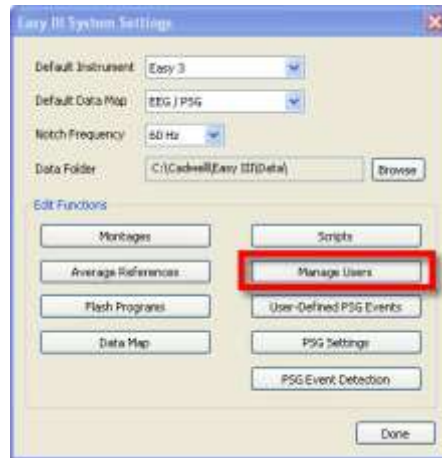 Easy III System Settings
Default Instrument Easy 3
Default Data Map EEG / PSG
Notch Frequency 60 Hz
Data Folder C:\Cadwell\Easy III\Data\ Browse
Edit Functions
Montages Scripts
Average References Manage Users
Flash Programs User-Defined PSG Events
Data Map PSG Settings
PSG Event Detection
Done